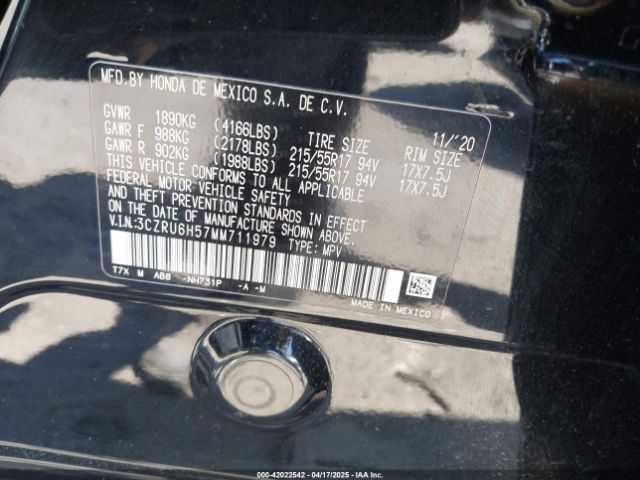 MFD.BY HONDA DE MEXICO S.A. DE C.V.
11/'20
GVWR 1890KG (4166LBS) TIRE SIZE RIM SIZE
GAWR F 988KG (2178LBS) 215/55R17 94V 17X7.5J
GAWR R 902KG (1988LBS) 215/55R17 94V 17X7.5J
THIS VEHICLE CONFORMS TO ALL APPLICABLE
FEDERAL MOTOR VEHICLE SAFETY
AND THEFT PREVENTION STANDARDS IN EFFECT
ON THE DATE OF MANUFACTURE SHOWN ABOVE.
V.I.N.:3CZRU6H57MM711979 TYPE: MPV
T7X M AB8 -NH731P -A -M
MADE IN MEXICO
000-42022542 - 04/17/2025 - IAAI.COM